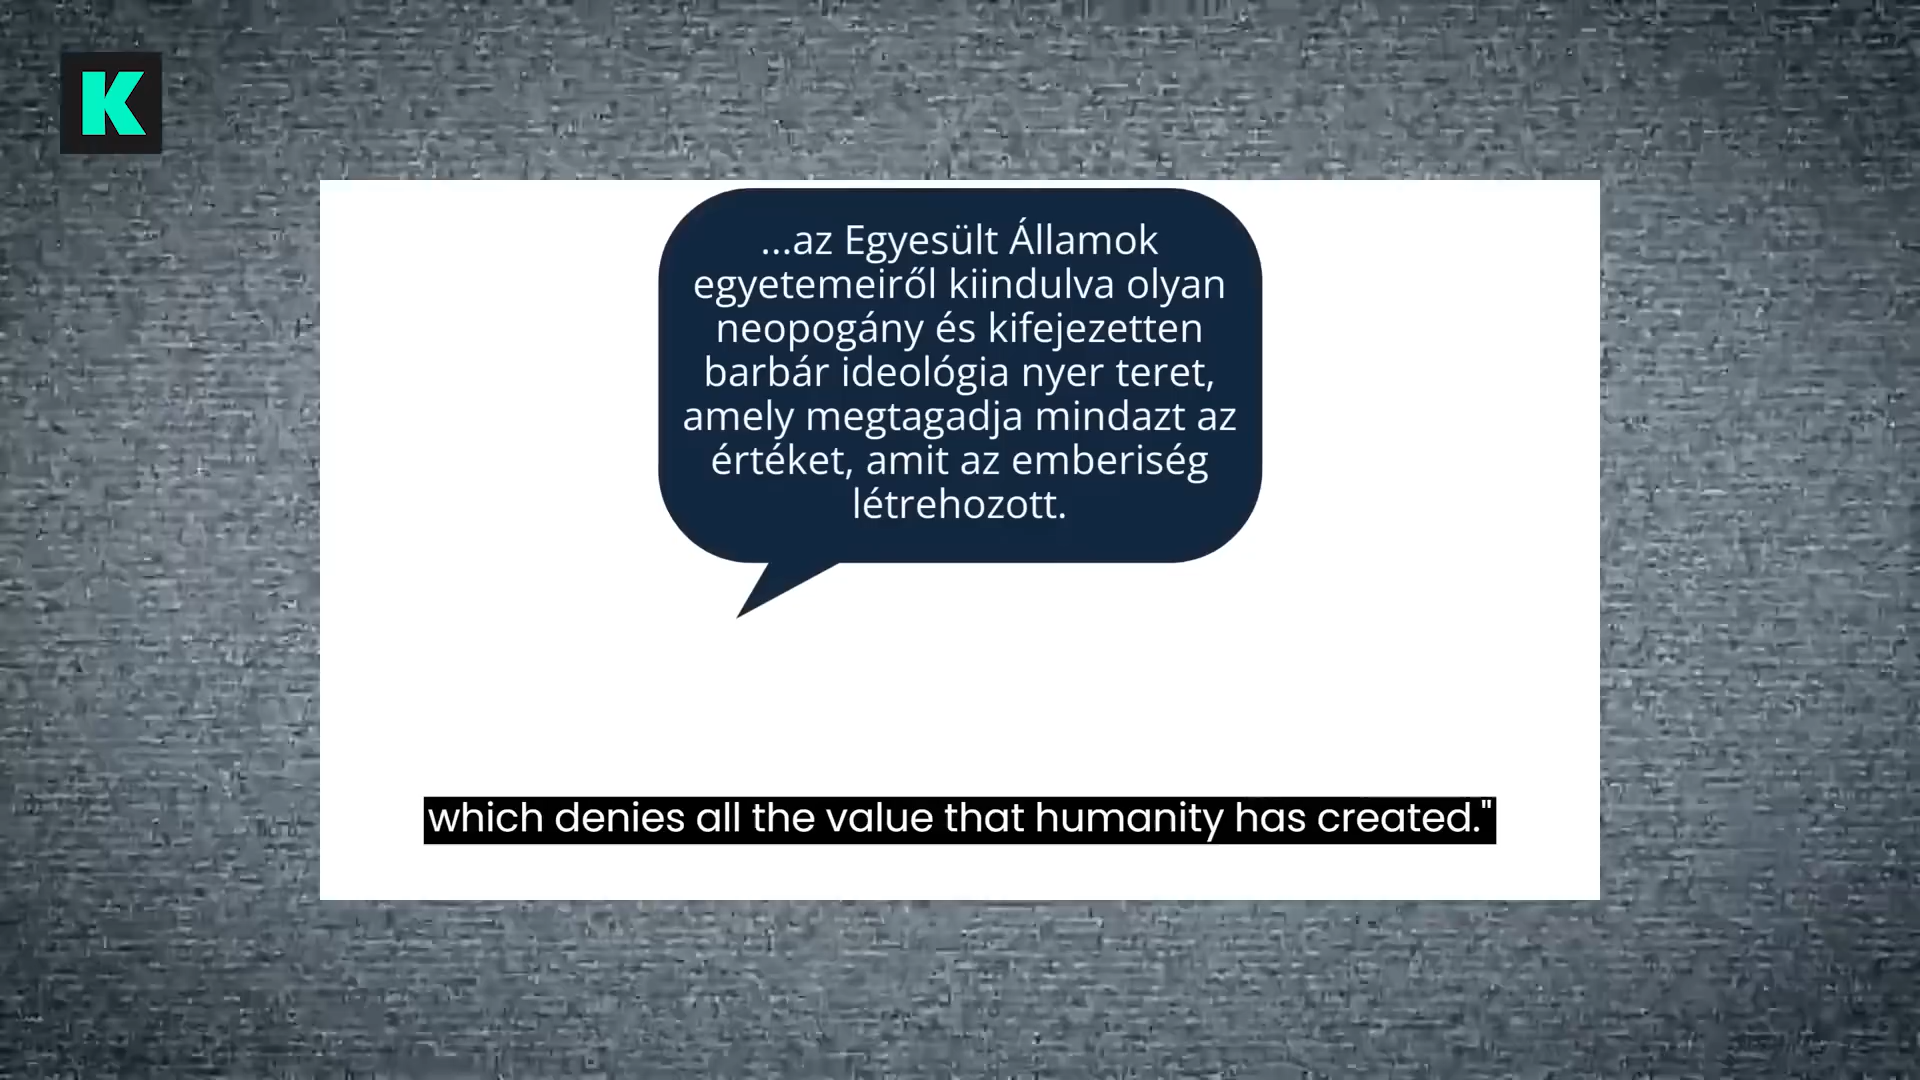 K
...az Egyesült Államok
egyetemeiről kiindulva olyan
neopogány és kifejezetten
barbár ideológia nyer teret,
amely megtagadja mindazt az
értéket, amit az emberiség
létrehozott.
which denies all the value that humanity has created."